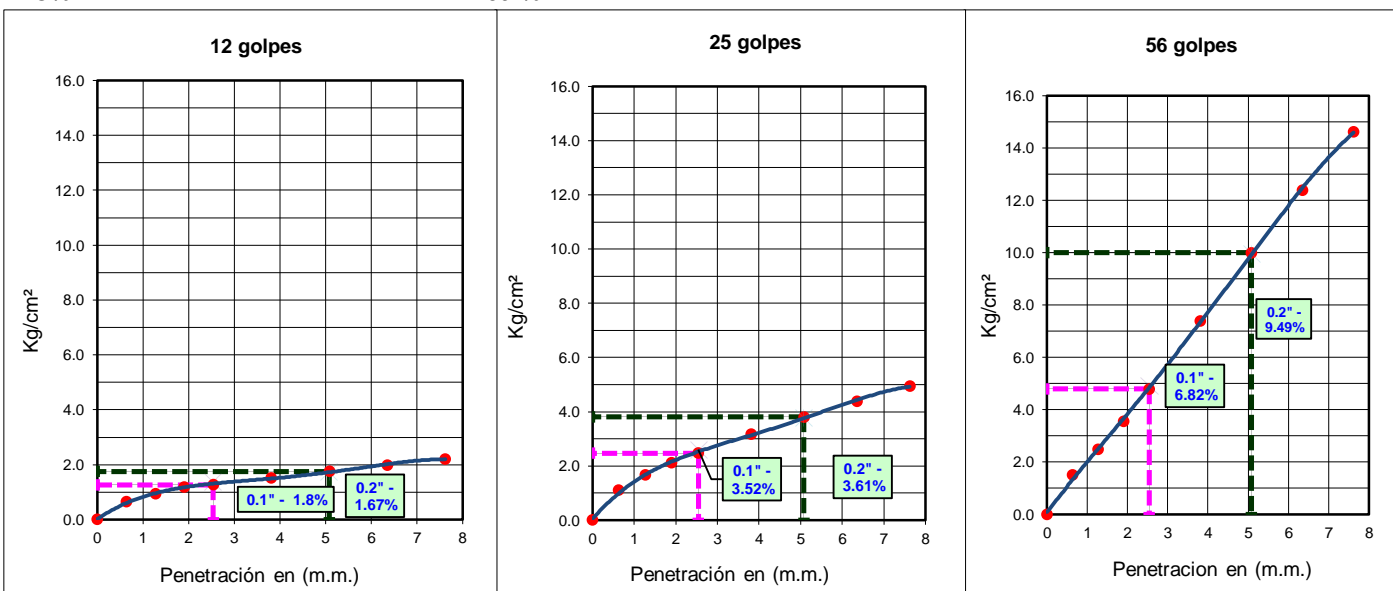 12 golpes
16.0
14.0
12.0
10.0
8.0
6.0
4.0
2.0
0.0
Kg/cm²
0.1" - 1.8%
0.2" -
1.67%
0 1 2 3 4 5 6 7 8
Penetración en (m.m.)
25 golpes
16.0
14.0
12.0
10.0
8.0
6.0
4.0
2.0
0.0
Kg/cm²
0.1" -
3.52%
0.2" -
3.61%
0 1 2 3 4 5 6 7 8
Penetración en (m.m.)
56 golpes
16.0
14.0
12.0
10.0
8.0
6.0
4.0
2.0
0.0
Kg/cm²
0.2" -
9.49%
0.1" -
6.82%
0 1 2 3 4 5 6 7 8
Penetracion en (m.m.)